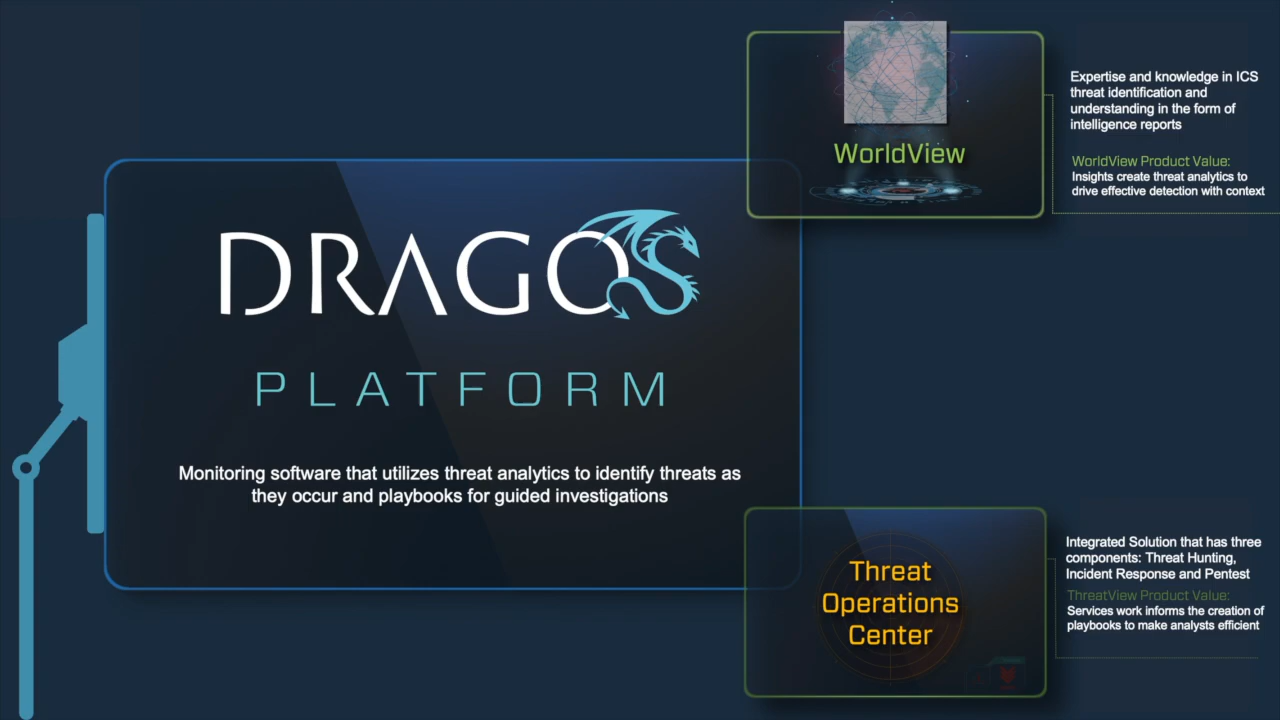 DRAGOS
PLATFORM
Monitoring software that utilizes threat analytics to identify threats as
they occur and playbooks for guided investigations
WorldView
Expertise and knowledge in ICS
threat identification and
understanding in the form of
intelligence reports
WorldView Product Value:
Insights create threat analytics to
drive effective detection with context
Threat
Operations
Center
Integrated Solution that has three
components: Threat Hunting,
Incident Response and Pentest
ThreatView Product Value:
Services work informs the creation of
playbooks to make analysts efficient